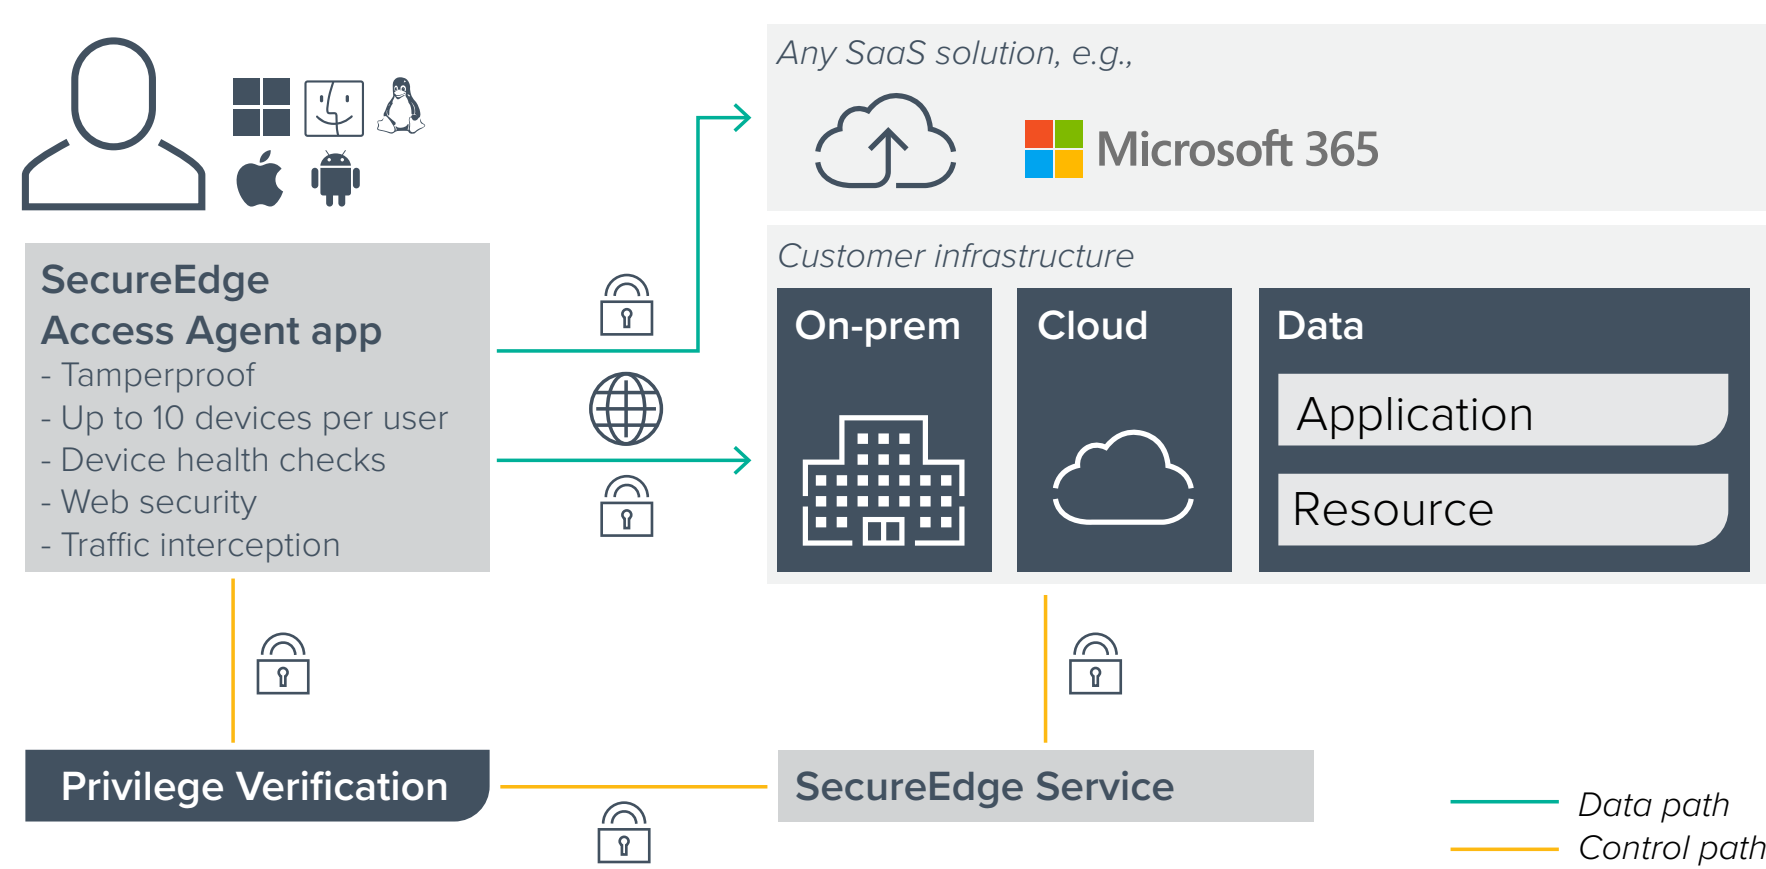 Any SaaS solution, e.g.,
Microsoft 365
SecureEdge
Access Agent app
- Tamperproof
- Up to 10 devices per user
- Device health checks
- Web security
- Traffic interception
Customer infrastructure
On-prem
Cloud
Data
Application
Resource
Privilege Verification
SecureEdge Service
Data path
Control path